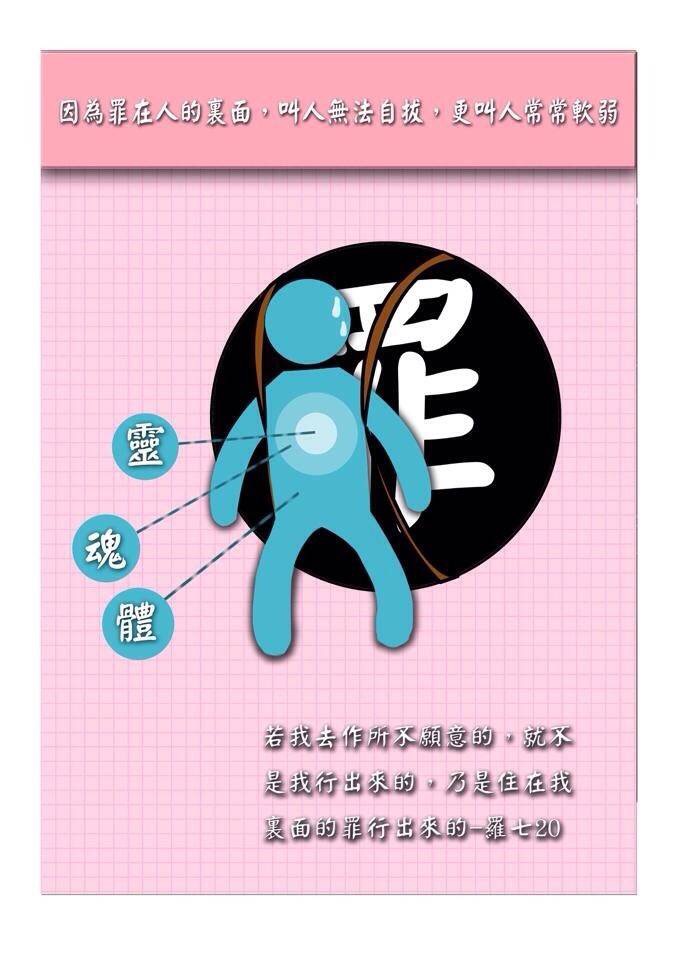 因為罪在人的裏面，叫人無法自拔，更叫人常常軟弱
罪
靈
魂
體
若我去作所不願意的，就不
是我行出來的，乃是住在我
裏面的罪行出來的-羅七20